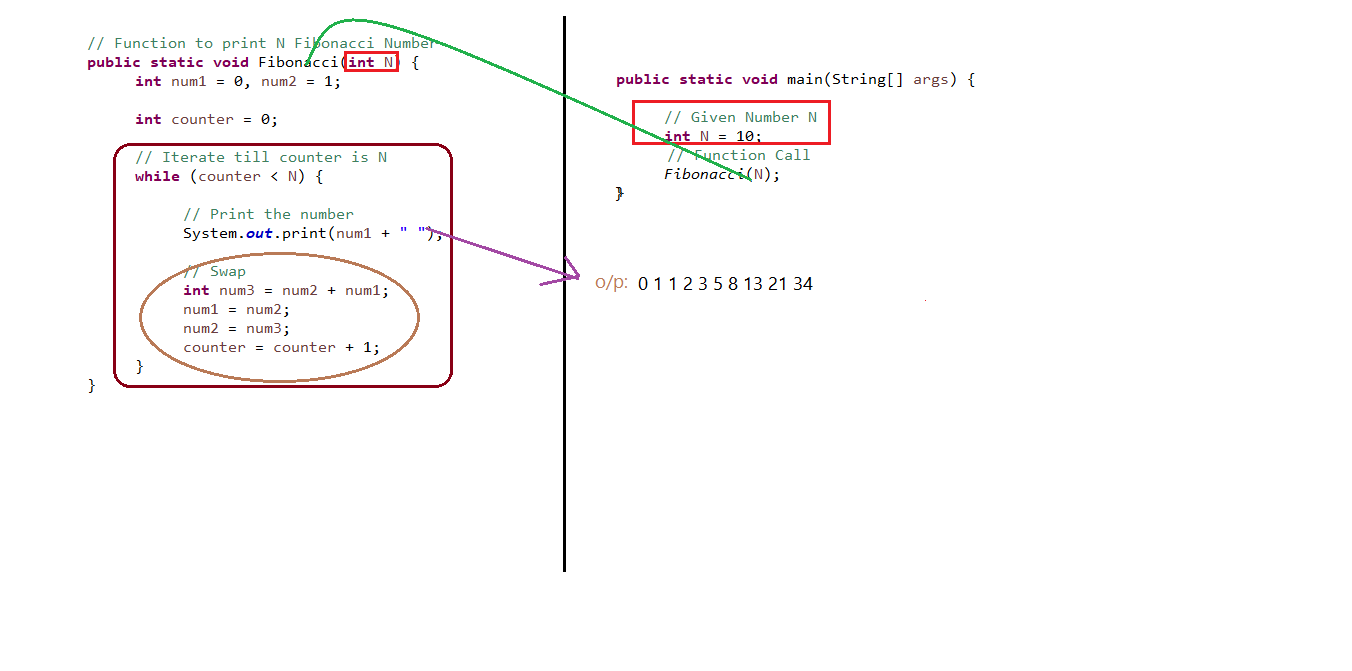 // Function to print N Fibonacci Number
public static void Fibonacci(int N) {
int num1 = 0, num2 = 1;
int counter = 0;
// Iterate till counter is N
while (counter < N) {
// Print the number
System.out.print(num1 + " ");
// Swap
int num3 = num2 + num1;
num1 = num2;
num2 = num3;
counter = counter + 1;
}
}
public static void main(String[] args) {
// Given Number N
int N = 10;
// Function Call
Fibonacci(N);
}
o/p: 0 1 1 2 3 5 8 13 21 34